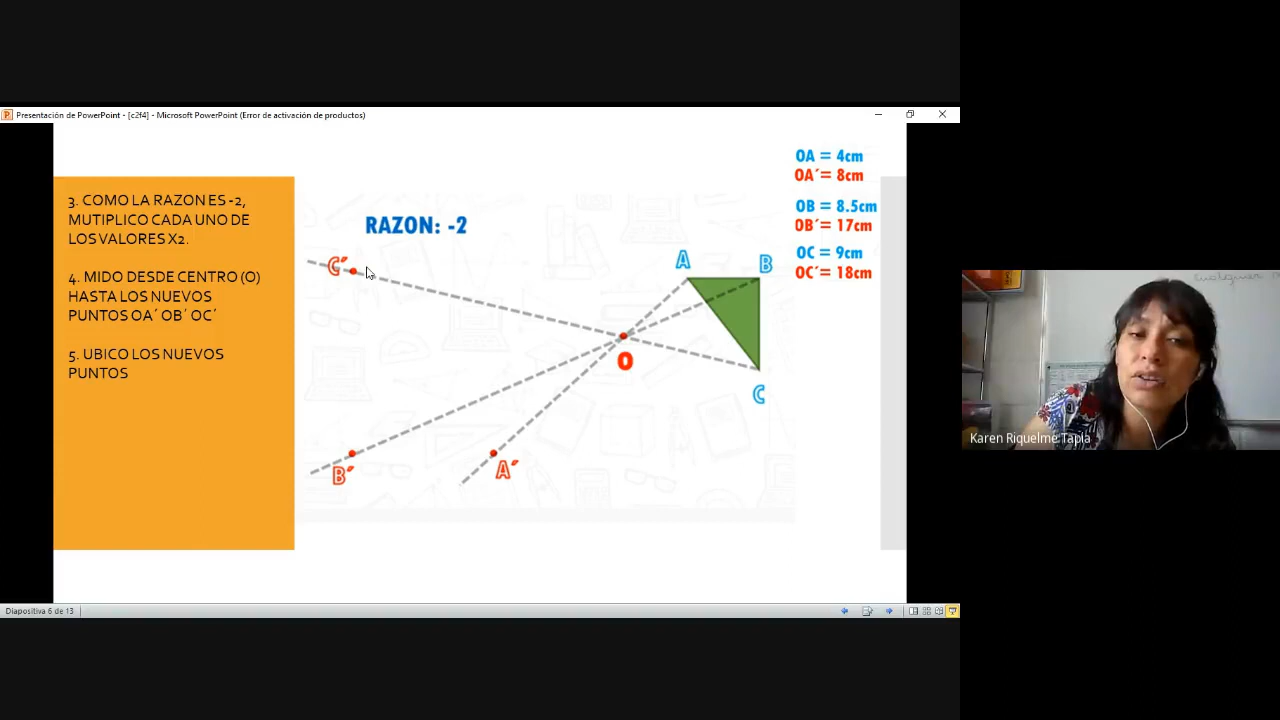 Presentación de PowerPoint - [c2f4] - Microsoft PowerPoint (Error de activación de productos)
3. COMO LA RAZON ES -2,
MUTIPLICO CADA UNO DE
LOS VALORES X2.
4. MIDO DESDE CENTRO (O)
HASTA LOS NUEVOS
PUNTOS OA´ OB´ OC´
5. UBICO LOS NUEVOS
PUNTOS
RAZON: -2
C´
A
B
O
C
B´
A´
OA = 4cm
OA´= 8cm
OB = 8.5cm
OB´= 17cm
OC = 9cm
OC´= 18cm
cualquier
Karen Riquelme Tapia
Diapositiva 6 de 13